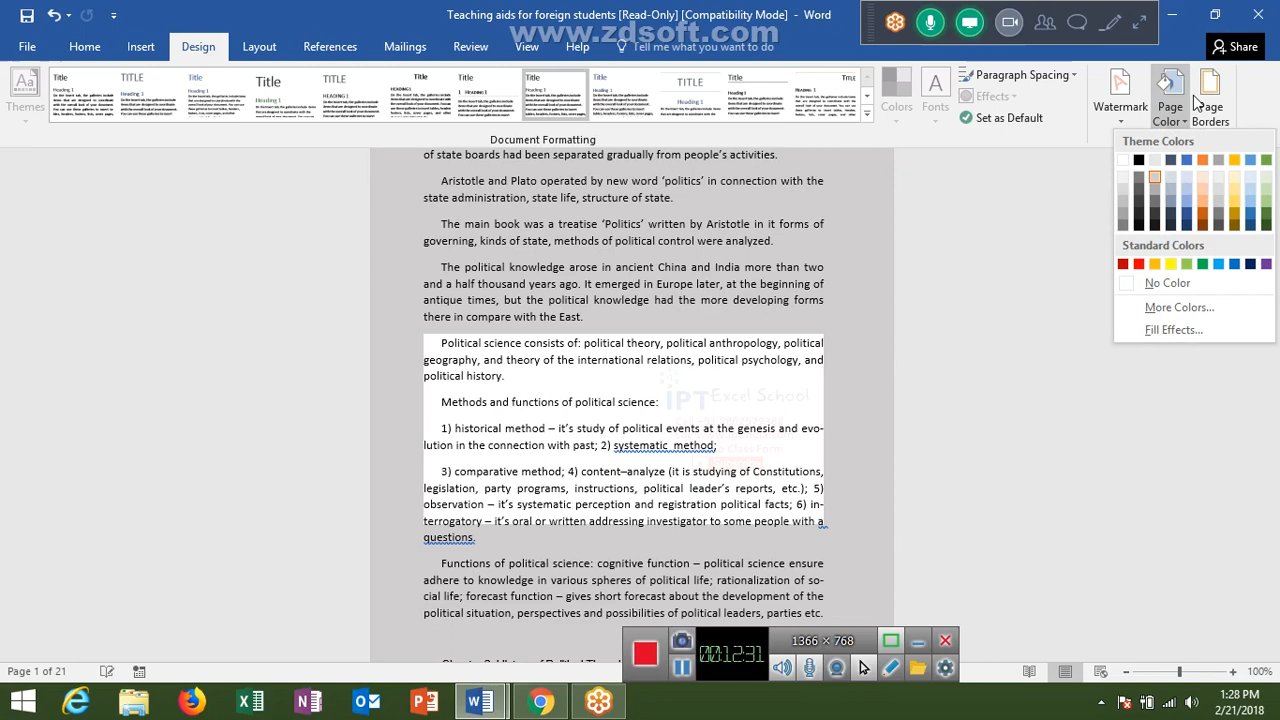 Teaching aids for foreign students [Read-Only] [Compatibility Mode] - Word
www.zdsoft.com
File Home Insert Design Layout References Mailings Review View Help Tell me what you want to do Share
Themes
Title
Heading 1
Document Formatting
Colors
Fonts
Paragraph Spacing
Effects
Set as Default
Watermark
Page Color
Page Borders
Theme Colors
Standard Colors
No Color
More Colors...
Fill Effects...
of state boards had been separated gradually from people's activities.
Aristotle and Plato operated by new word 'politics' in connection with the
state administration, state life, structure of state.
The main book was a treatise 'Politics' written by Aristotle in it forms of
governing, kinds of state, methods of political control were analyzed.
The political knowledge arose in ancient China and India more than two
and a half thousand years ago. It emerged in Europe later, at the beginning of
antique times, but the political knowledge had the more developing forms
there in compare with the East.
Political science consists of: political theory, political anthropology, political
geography, and theory of the international relations, political psychology, and
political history.
iPT Excel School
Methods and functions of political science:
1) historical method – it's study of political events at the genesis and evo-
lution in the connection with past; 2) systematic method;
3) comparative method; 4) content–analyze (it is studying of Constitutions,
legislation, party programs, instructions, political leader's reports, etc.); 5)
observation – it's systematic perception and registration political facts; 6) in-
terrogatory – it's oral or written addressing investigator to some people with a
questions.
Functions of political science: cognitive function – political science ensure
adhere to knowledge in various spheres of political life; rationalization of so-
cial life; forecast function – gives short forecast about the development of the
political situation, perspectives and possibilities of political leaders, parties etc.
00:12:31
1366 × 768
Page 1 of 21
100%
1:28 PM
2/21/2018